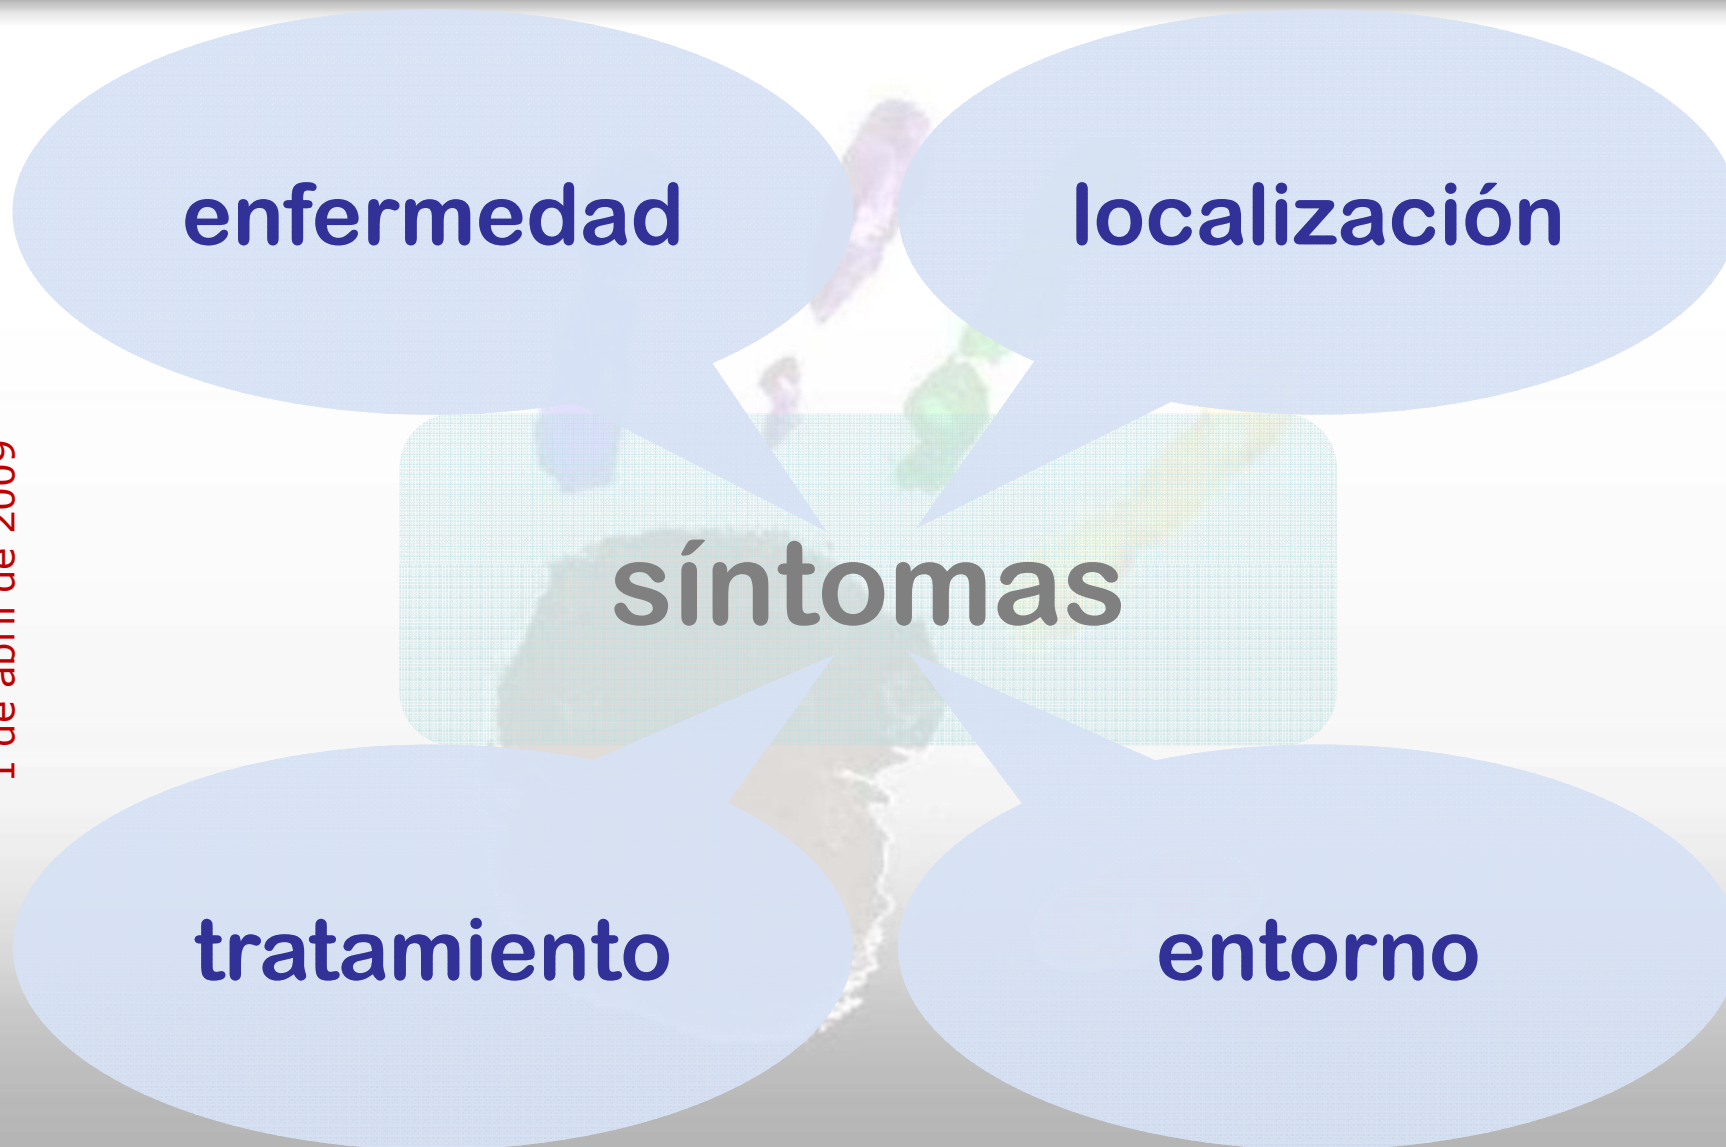 enfermedad
localización
1 de abril de 2009
síntomas
tratamiento
entorno